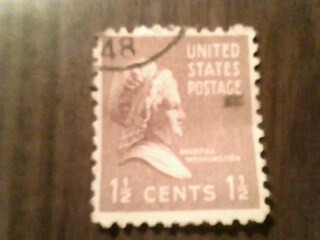 48
UNITED
STATES
POSTAGE
MARTHA
WASHINGTON
1½ CENTS 1½